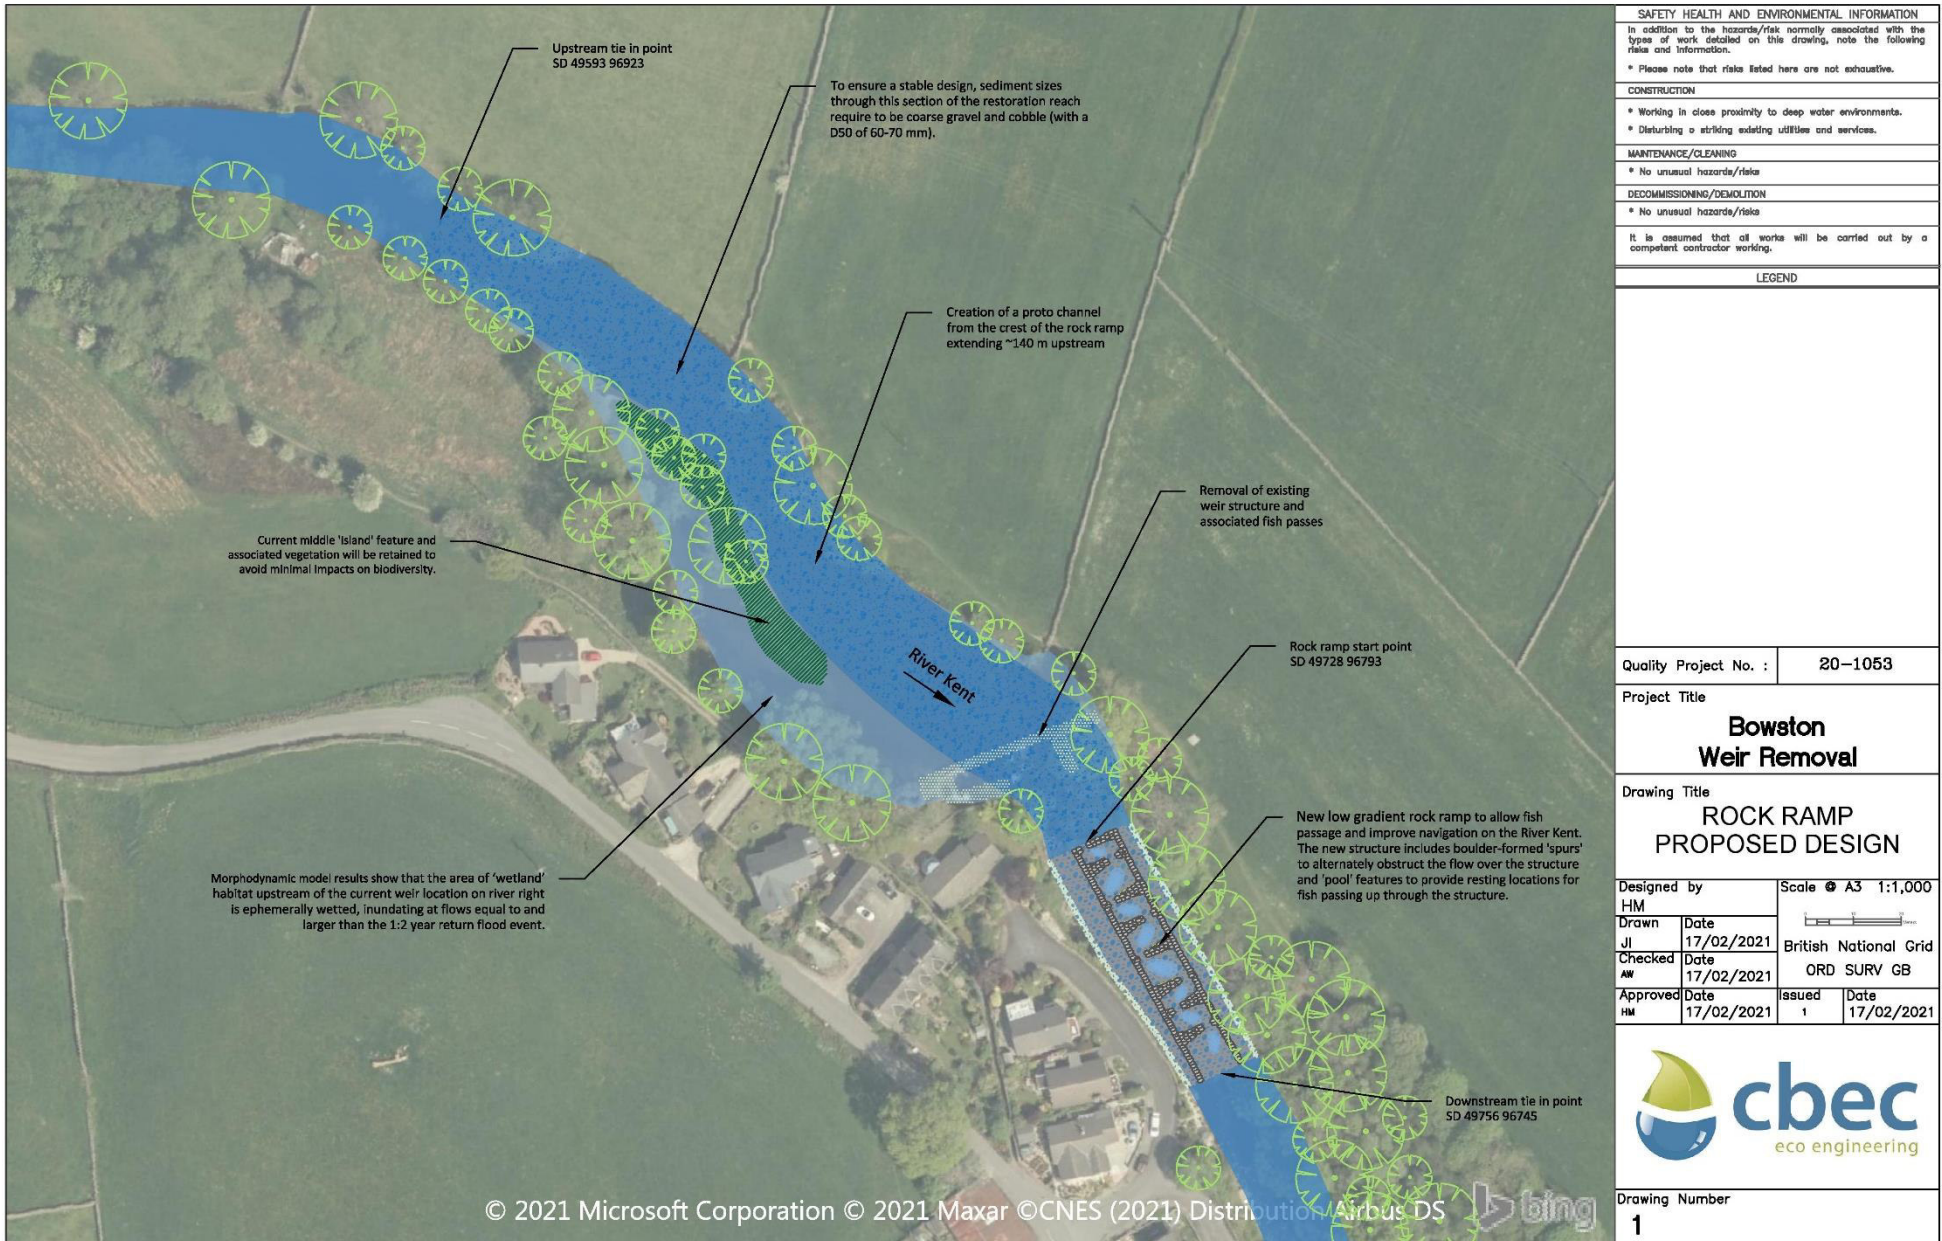 Upstream tie in point
SD 49593 96923
To ensure a stable design, sediment sizes
through this section of the restoration reach
require to be coarse gravel and cobble (with a
D50 of 60-70 mm).
Creation of a proto channel
from the crest of the rock ramp
extending ~140 m upstream
Removal of existing
weir structure and
associated fish passes
Current middle 'island' feature and
associated vegetation will be retained to
avoid minimal impacts on biodiversity.
River Kent
Rock ramp start point
SD 49728 96793
New low gradient rock ramp to allow fish
passage and improve navigation on the River Kent.
The new structure includes boulder-formed 'spurs'
to alternately obstruct the flow over the structure
and 'pool' features to provide resting locations for
fish passing up through the structure.
Morphodynamic model results show that the area of 'wetland'
habitat upstream of the current weir location on river right
is ephemerally wetted, inundating at flows equal to and
larger than the 1:2 year return flood event.
Downstream tie in point
SD 49756 96745
© 2021 Microsoft Corporation © 2021 Maxar ©CNES (2021) Distribution Airbus DS
bing
SAFETY HEALTH AND ENVIRONMENTAL INFORMATION
In addition to the hazards/risk normally associated with the
types of work detailed on this drawing, note the following
risks and information.
* Please note that risks listed here are not exhaustive.
CONSTRUCTION
* Working in close proximity to deep water environments.
* Disturbing o striking existing utilities and services.
MAINTENANCE/CLEANING
* No unusual hazards/risks
DECOMMISSIONING/DEMOLITION
* No unusual hazards/risks
It is assumed that all works will be carried out by a
competent contractor working.
LEGEND
Quality Project No. : 20-1053
Project Title
Bowston
Weir Removal
Drawing Title
ROCK RAMP
PROPOSED DESIGN
Designed by
HM
Scale @ A3 1:1,000
Drawn
JI
Date
17/02/2021
British National Grid
ORD SURV GB
Checked
AW
Date
17/02/2021
Approved
HM
Date
17/02/2021
Issued
1
Date
17/02/2021
cbec
eco engineering
Drawing Number
1